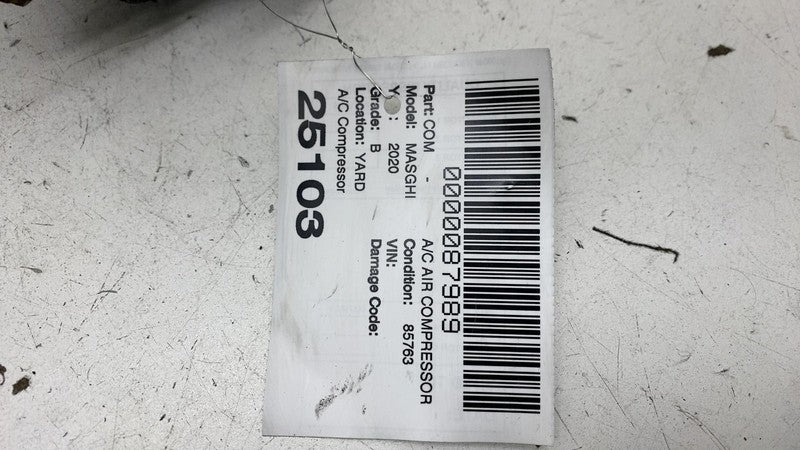 0000087989
Part: COM - A/C AIR COMPRESSOR
Model: MASGHI Condition: 85763
Y : 2020 VIN:
Grade: B Damage Code:
Location: YARD
A/C Compressor
25103